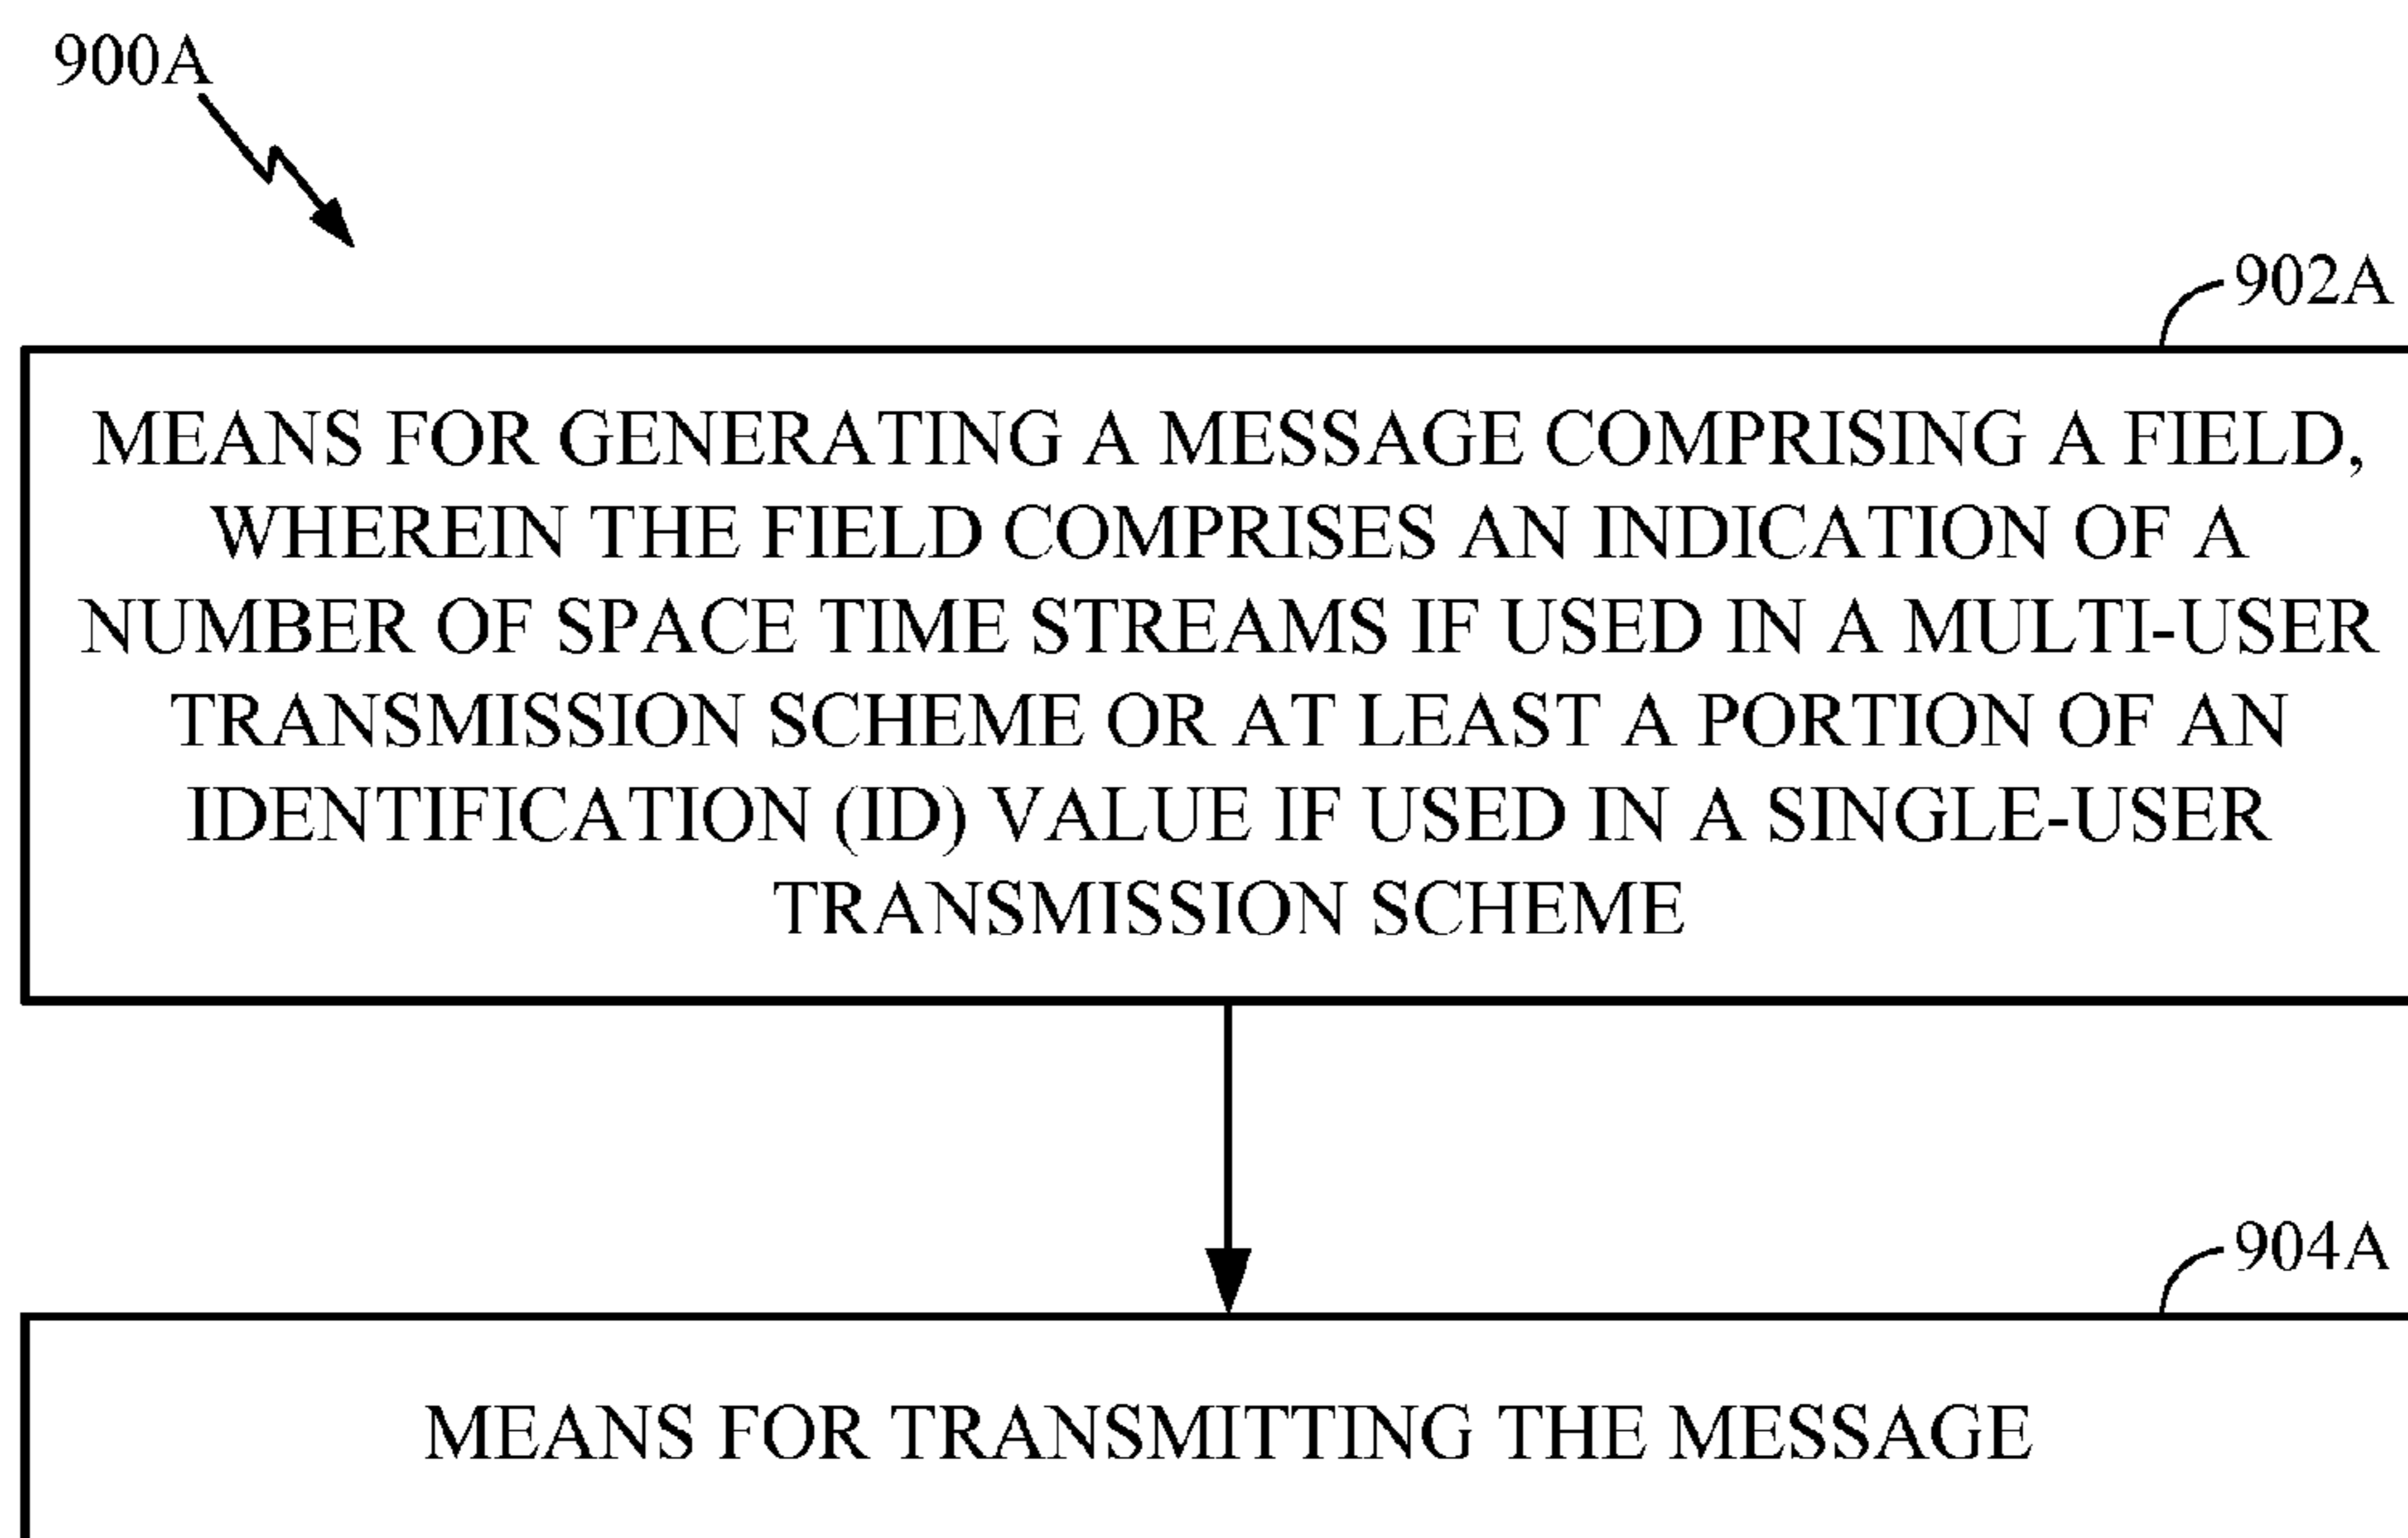 900A
902A
MEANS FOR GENERATING A MESSAGE COMPRISING A FIELD,
WHEREIN THE FIELD COMPRISES AN INDICATION OF A
NUMBER OF SPACE TIME STREAMS IF USED IN A MULTI-USER
TRANSMISSION SCHEME OR AT LEAST A PORTION OF AN
IDENTIFICATION (ID) VALUE IF USED IN A SINGLE-USER
TRANSMISSION SCHEME
904A
MEANS FOR TRANSMITTING THE MESSAGE